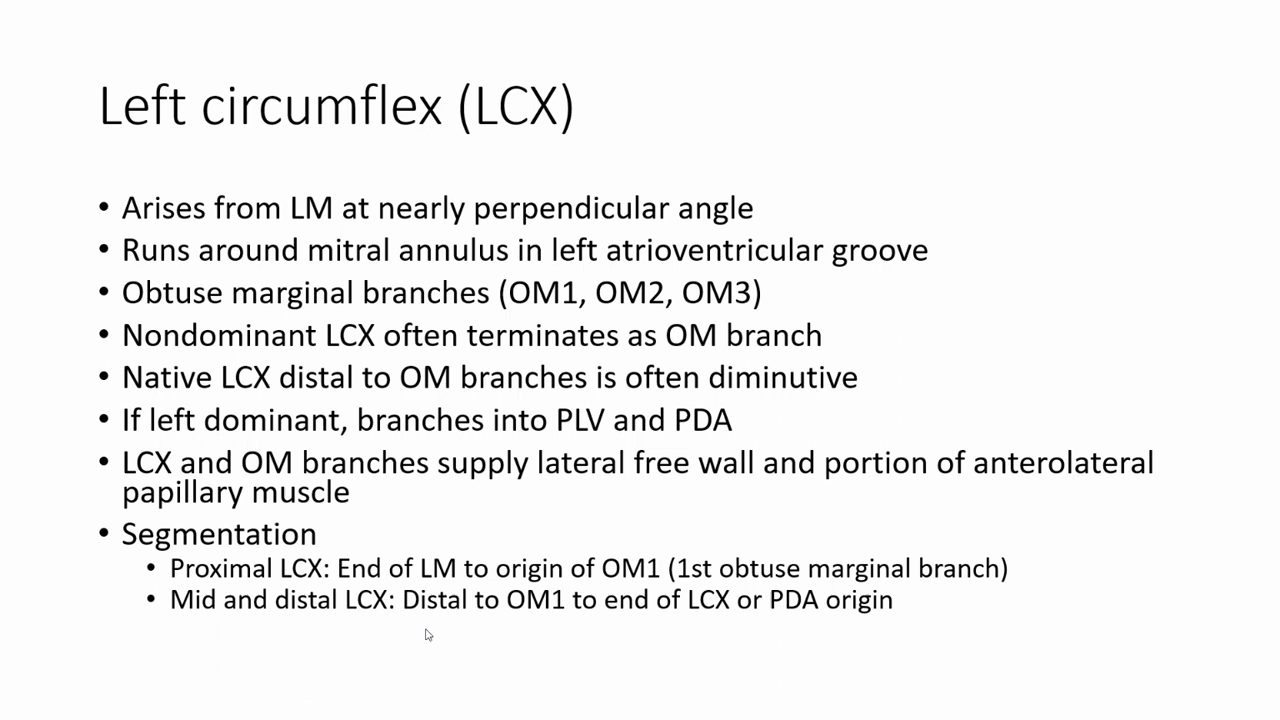 Left circumflex (LCX)
• Arises from LM at nearly perpendicular angle
• Runs around mitral annulus in left atrioventricular groove
• Obtuse marginal branches (OM1, OM2, OM3)
• Nondominant LCX often terminates as OM branch
• Native LCX distal to OM branches is often diminutive
• If left dominant, branches into PLV and PDA
• LCX and OM branches supply lateral free wall and portion of anterolateral
papillary muscle
• Segmentation
• Proximal LCX: End of LM to origin of OM1 (1st obtuse marginal branch)
• Mid and distal LCX: Distal to OM1 to end of LCX or PDA origin